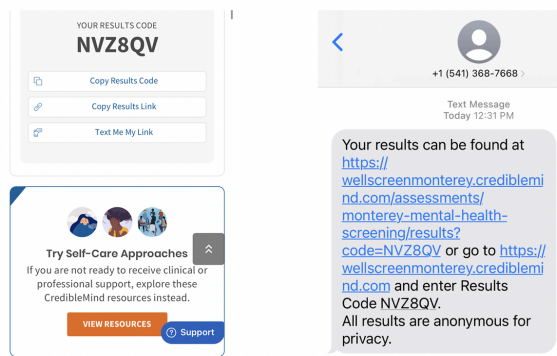 YOUR RESULTS CODE
NVZ8QV
Copy Results Code
Copy Results Link
Text Me My Link
Try Self-Care Approaches
If you are not ready to receive clinical or
professional support, explore these
CredibleMind resources instead.
VIEW RESOURCES
Support
+1 (541) 368-7668
Text Message
Today 12:31 PM
Your results can be found at
https://
wellscreenmonterey.crediblemi
nd.com/assessments/
monterey-mental-health-
screening/results?
code=NVZ8QV or go to https://
wellscreenmonterey.crediblemi
nd.com and enter Results
Code NVZ8QV.
All results are anonymous for
privacy.